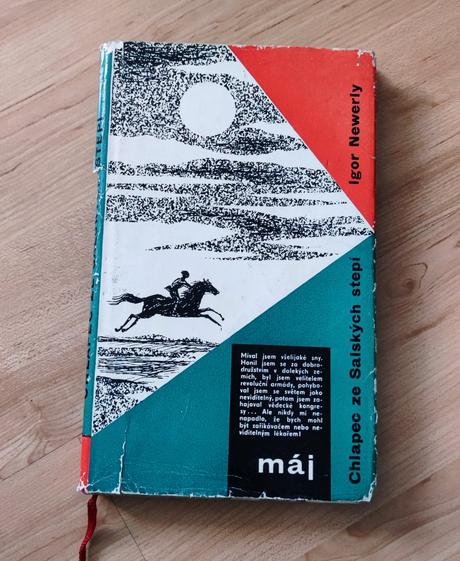 Igor Newerly
Chlapec ze Salských stepí
Míval jsem všelijaké sny.
Honil jsem se za dobro-
družstvím v dalekých ze-
mích, byl jsem velitelem
revoluční armády, pohybo-
val jsem se světem jako
neviditelný, potom jsem za-
hajoval vědecké kongre-
sy... Ale nikdy mi ne-
napadlo, že bych mohl
být zaříkávačem nebo ne-
viditelným lékařem!
máj